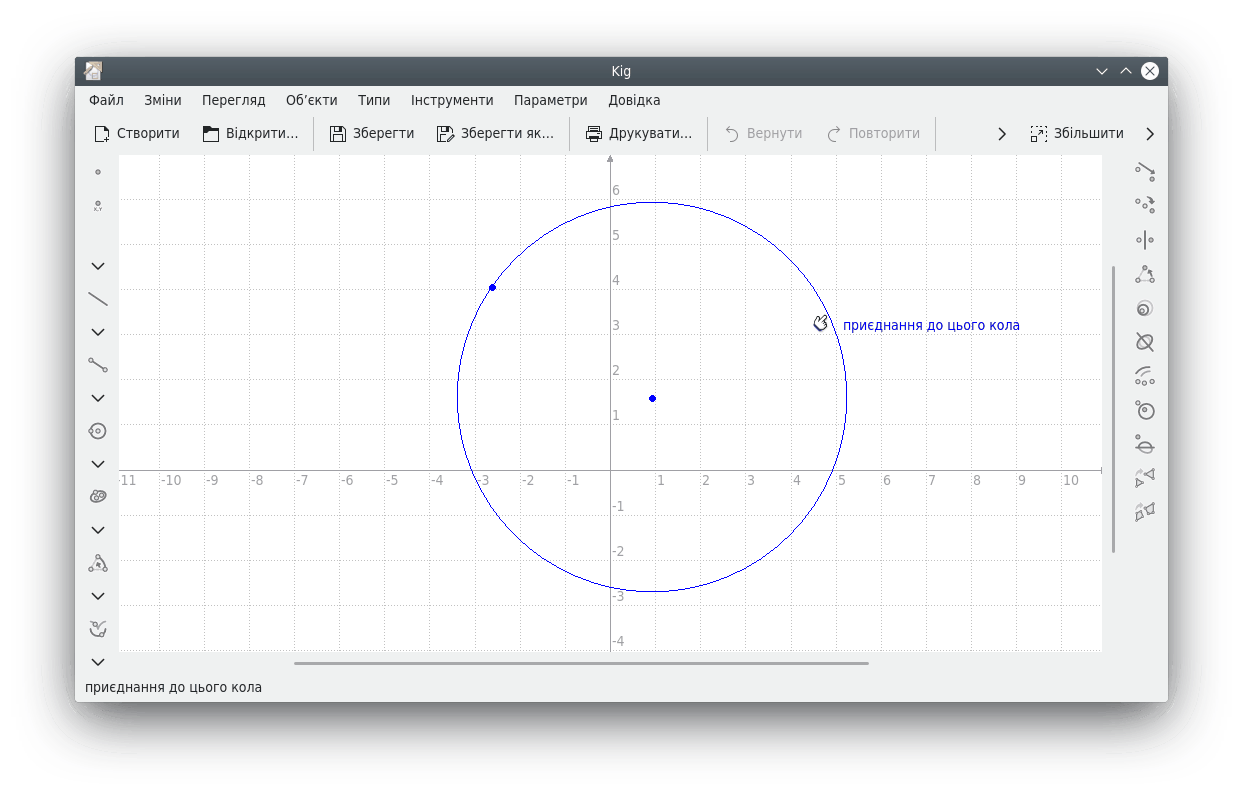 Kig
Файл Зміни Перегляд Об’єкти Типи Інструменти Параметри Довідка
Створити Відкрити... Зберегти Зберегти як... Друкувати... Вернути Повторити Збільшити
X,Y
6
5
4
3
2
1
-11 -10 -9 -8 -7 -6 -5 -4 -3 -2 -1 1 2 3 4 5 6 7 8 9 10
-1
-2
-3
-4
приєднання до цього кола
приєднання до цього кола